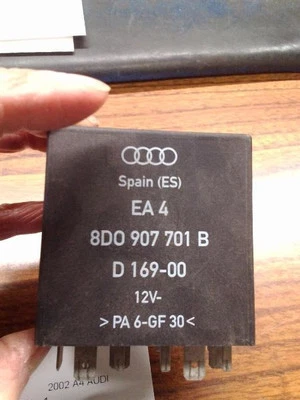 Spain (ES)
EA 4
8D0 907 701 B
D 169-00
12V-
>PA 6-GF 30<
2002 A4 AUDI